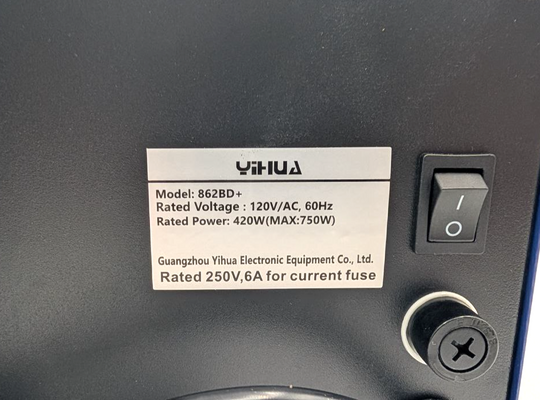 YIHUA
Model: 862BD+
Rated Voltage : 120V/AC, 60Hz
Rated Power: 420W(MAX:750W)
Guangzhou Yihua Electronic Equipment Co., Ltd.
Rated 250V,6A for current fuse
I
O